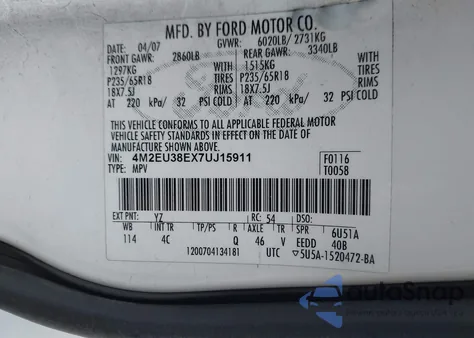 MFD. BY FORD MOTOR CO.
DATE: 04/07 GVWR: 6020LB/ 2731KG
FRONT GAWR: 2860LB REAR GAWR: 3340LB
1297KG WITH 1515KG WITH
P235/65R18 TIRES P235/65R18 TIRES
18X7.5J RIMS 18X7.5J RIMS
AT 220 kPa/ 32 PSI COLD AT 220 kPa/ 32 PSI COLD
THIS VEHICLE CONFORMS TO ALL APPLICABLE FEDERAL MOTOR
VEHICLE SAFETY STANDARDS IN EFFECT ON THE DATE OF
MANUFACTURE SHOWN ABOVE.
VIN: 4M2EU38EX7UJ15911 F0116
TYPE: MPV T0058
EXT PNT: YZ RC: 54 DSO:
WB INT TR TP/PS R AXLE TR SPR 6U51A
114 4C Q 46 V EEDD 40B
1200704134181 UTC ▽5U5A-1520472-BA
autoSnap